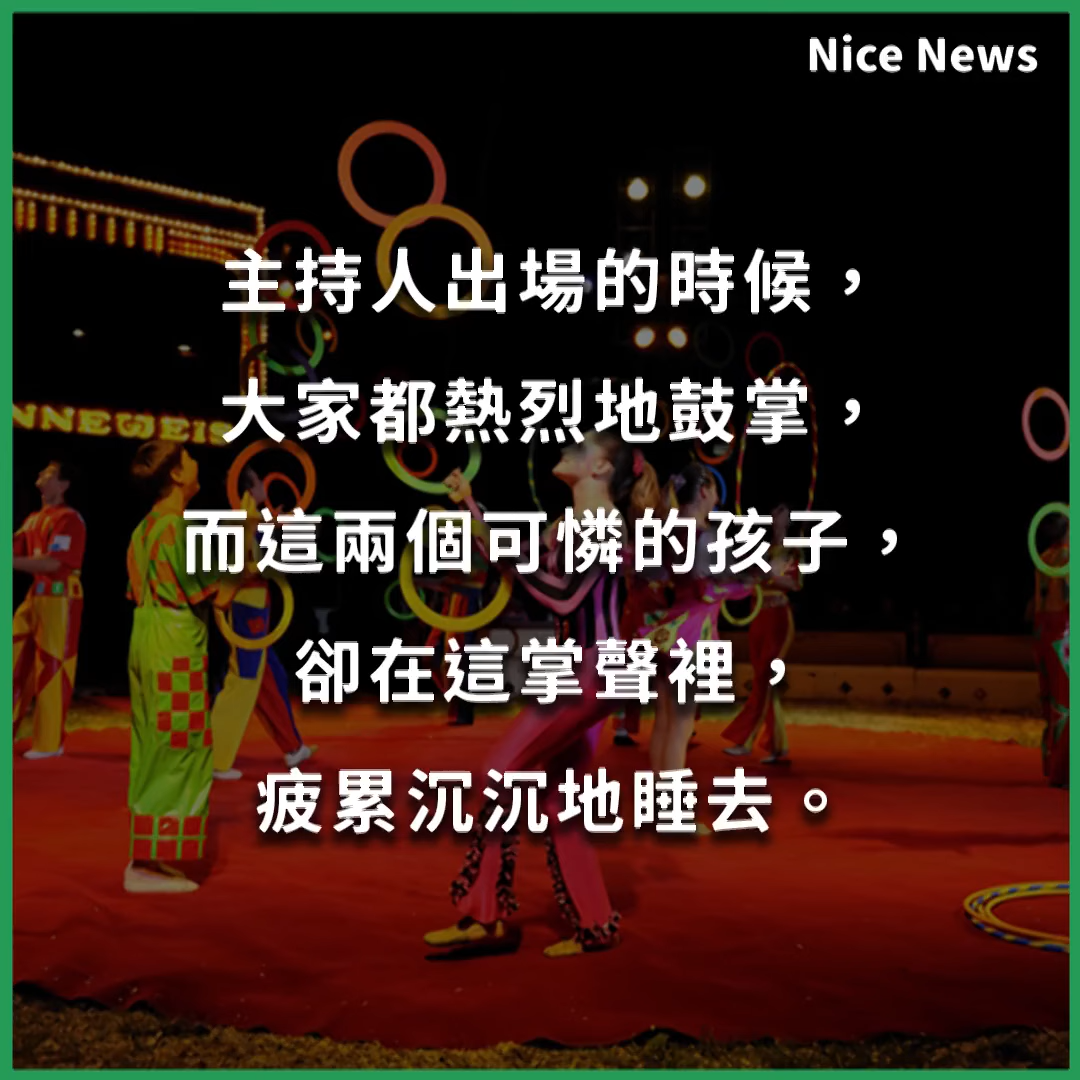 Nice News
主持人出場的時候，
大家都熱烈地鼓掌，
而這兩個可憐的孩子，
卻在這掌聲裡，
疲累沉沉地睡去。
NNEWEIS